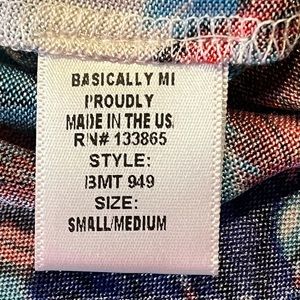 BASICALLY MI
PROUDLY
MADE IN THE US.
RN# 133865
STYLE:
BMT 949
SIZE:
SMALL/MEDIUM